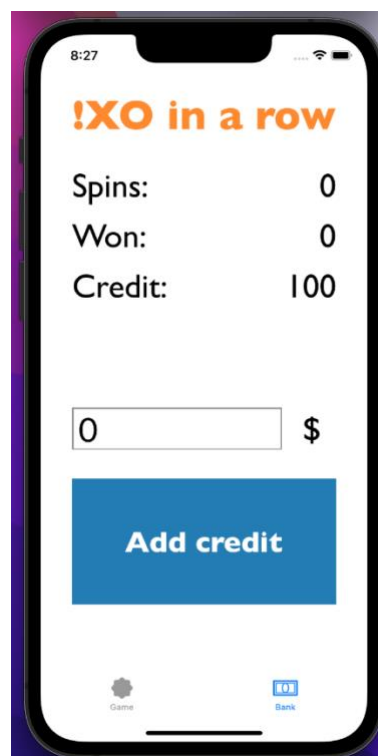 8:27
!XO in a row
Spins: 0
Won: 0
Credit: 100
0 $
Add credit
Game Bank